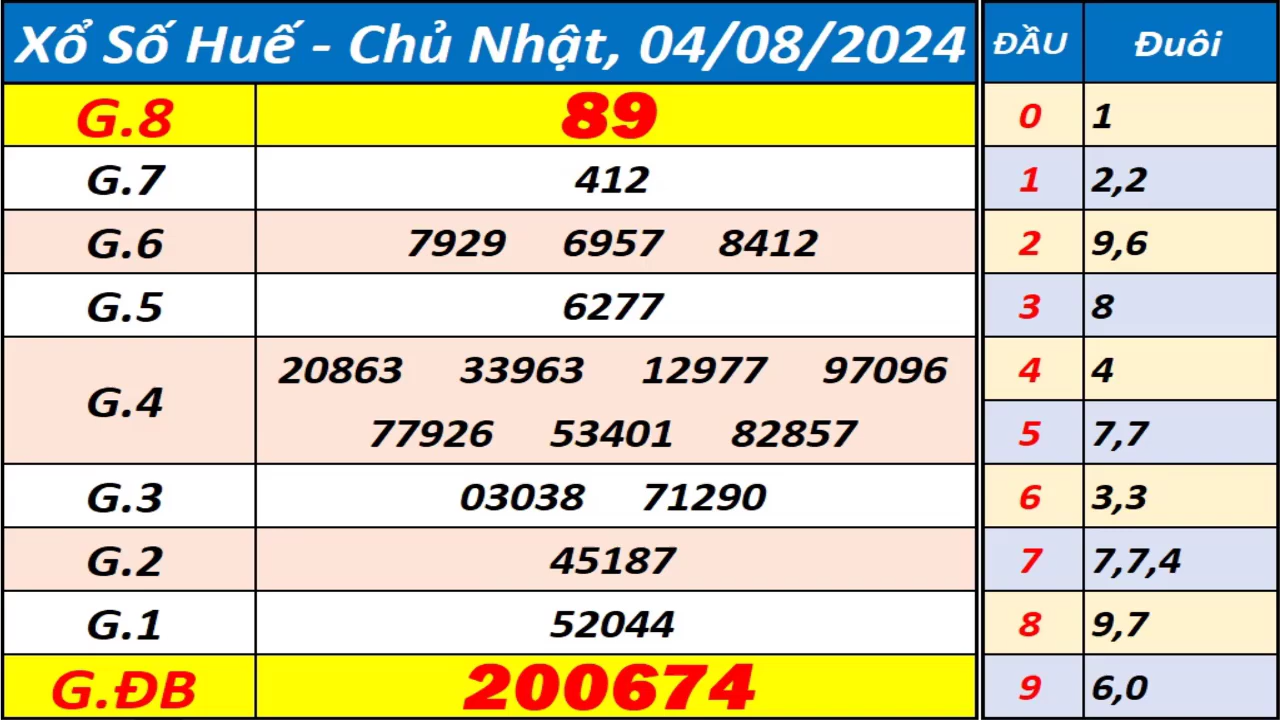 Xổ Số Huế - Chủ Nhật, 04/08/2024 ĐẦU Đuôi
G.8 89 0 1
G.7 412 1 2,2
G.6 7929 6957 8412 2 9,6
G.5 6277 3 8
G.4 20863 33963 12977 97096 4 4
77926 53401 82857 5 7,7
G.3 03038 71290 6 3,3
G.2 45187 7 7,7,4
G.1 52044 8 9,7
G.ĐB 200674 9 6,0